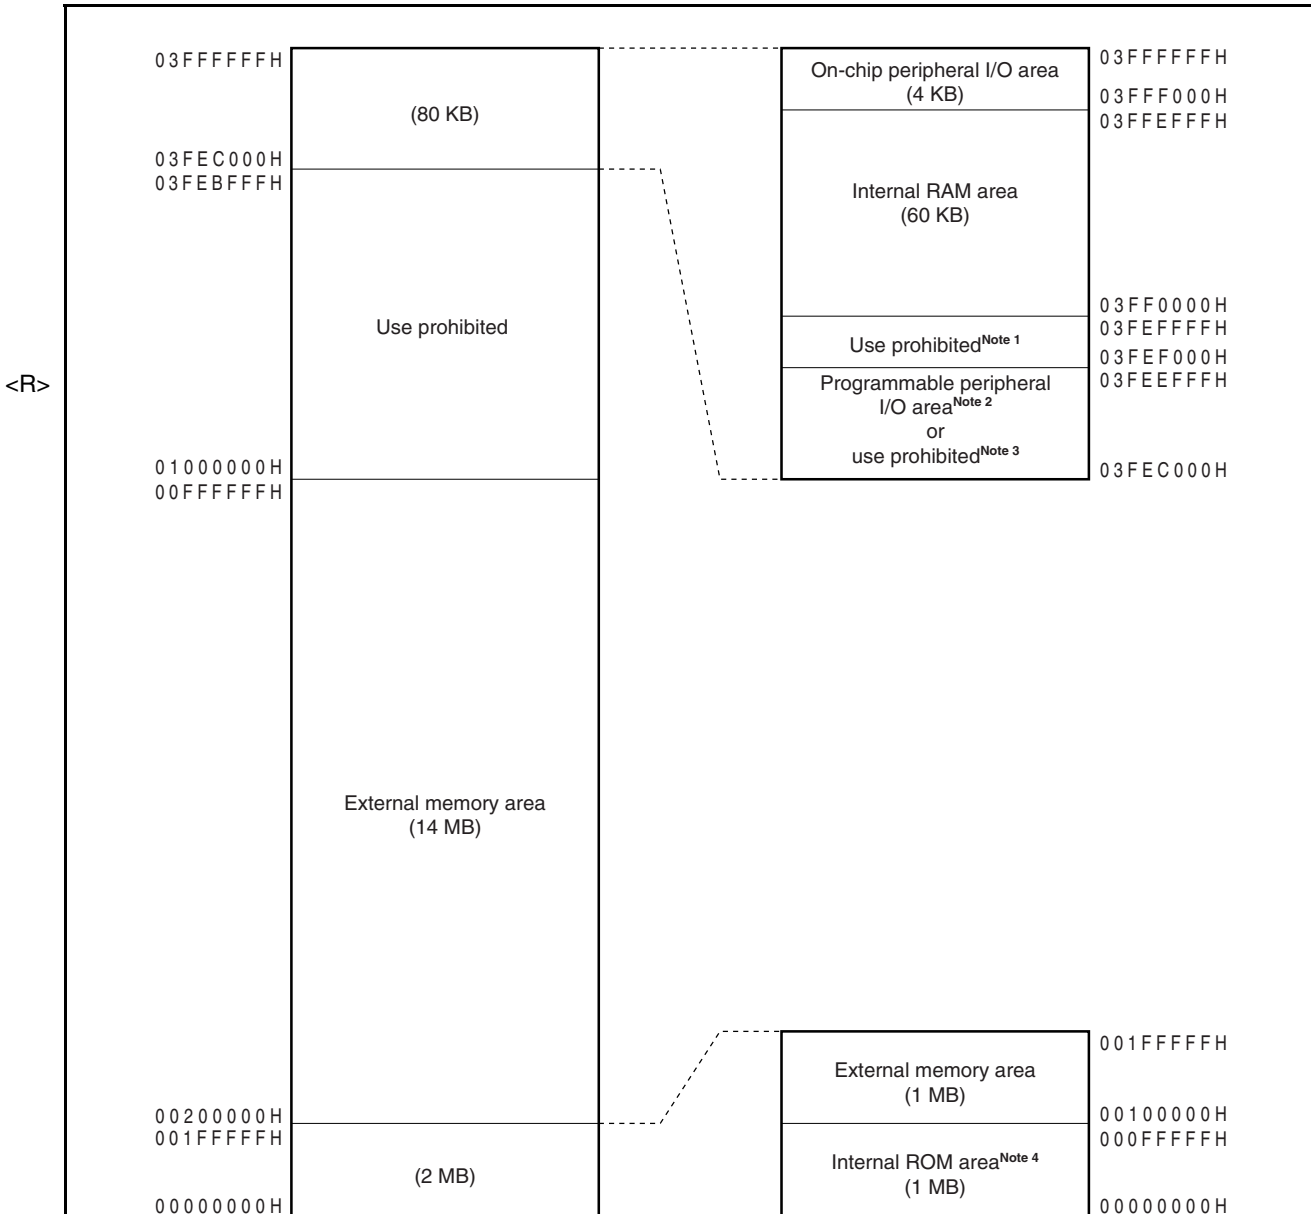 <R>
03FFFFFFH
(80 KB)
03FEC000H
03FEBFFFH
Use prohibited
01000000H
00FFFFFFH
External memory area
(14 MB)
00200000H
001FFFFFH
(2 MB)
00000000H
On-chip peripheral I/O area
(4 KB)
03FFFFFFH
03FFF000H
03FFEFFFH
Internal RAM area
(60 KB)
03FF0000H
03FEFFFFH
Use prohibitedNote 1
03FEF000H
03FEEFFFH
Programmable peripheral
I/O areaNote 2
or
use prohibitedNote 3
03FEC000H
001FFFFFH
External memory area
(1 MB)
00100000H
000FFFFFH
Internal ROM areaNote 4
(1 MB)
00000000H